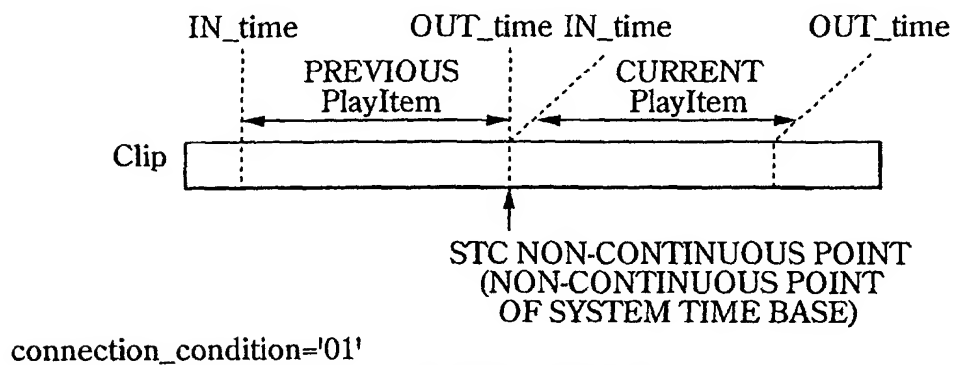 IN_time OUT_time IN_time OUT_time
PREVIOUS CURRENT
PlayItem PlayItem
Clip
STC NON-CONTINUOUS POINT
(NON-CONTINUOUS POINT
OF SYSTEM TIME BASE)
connection_condition='01'